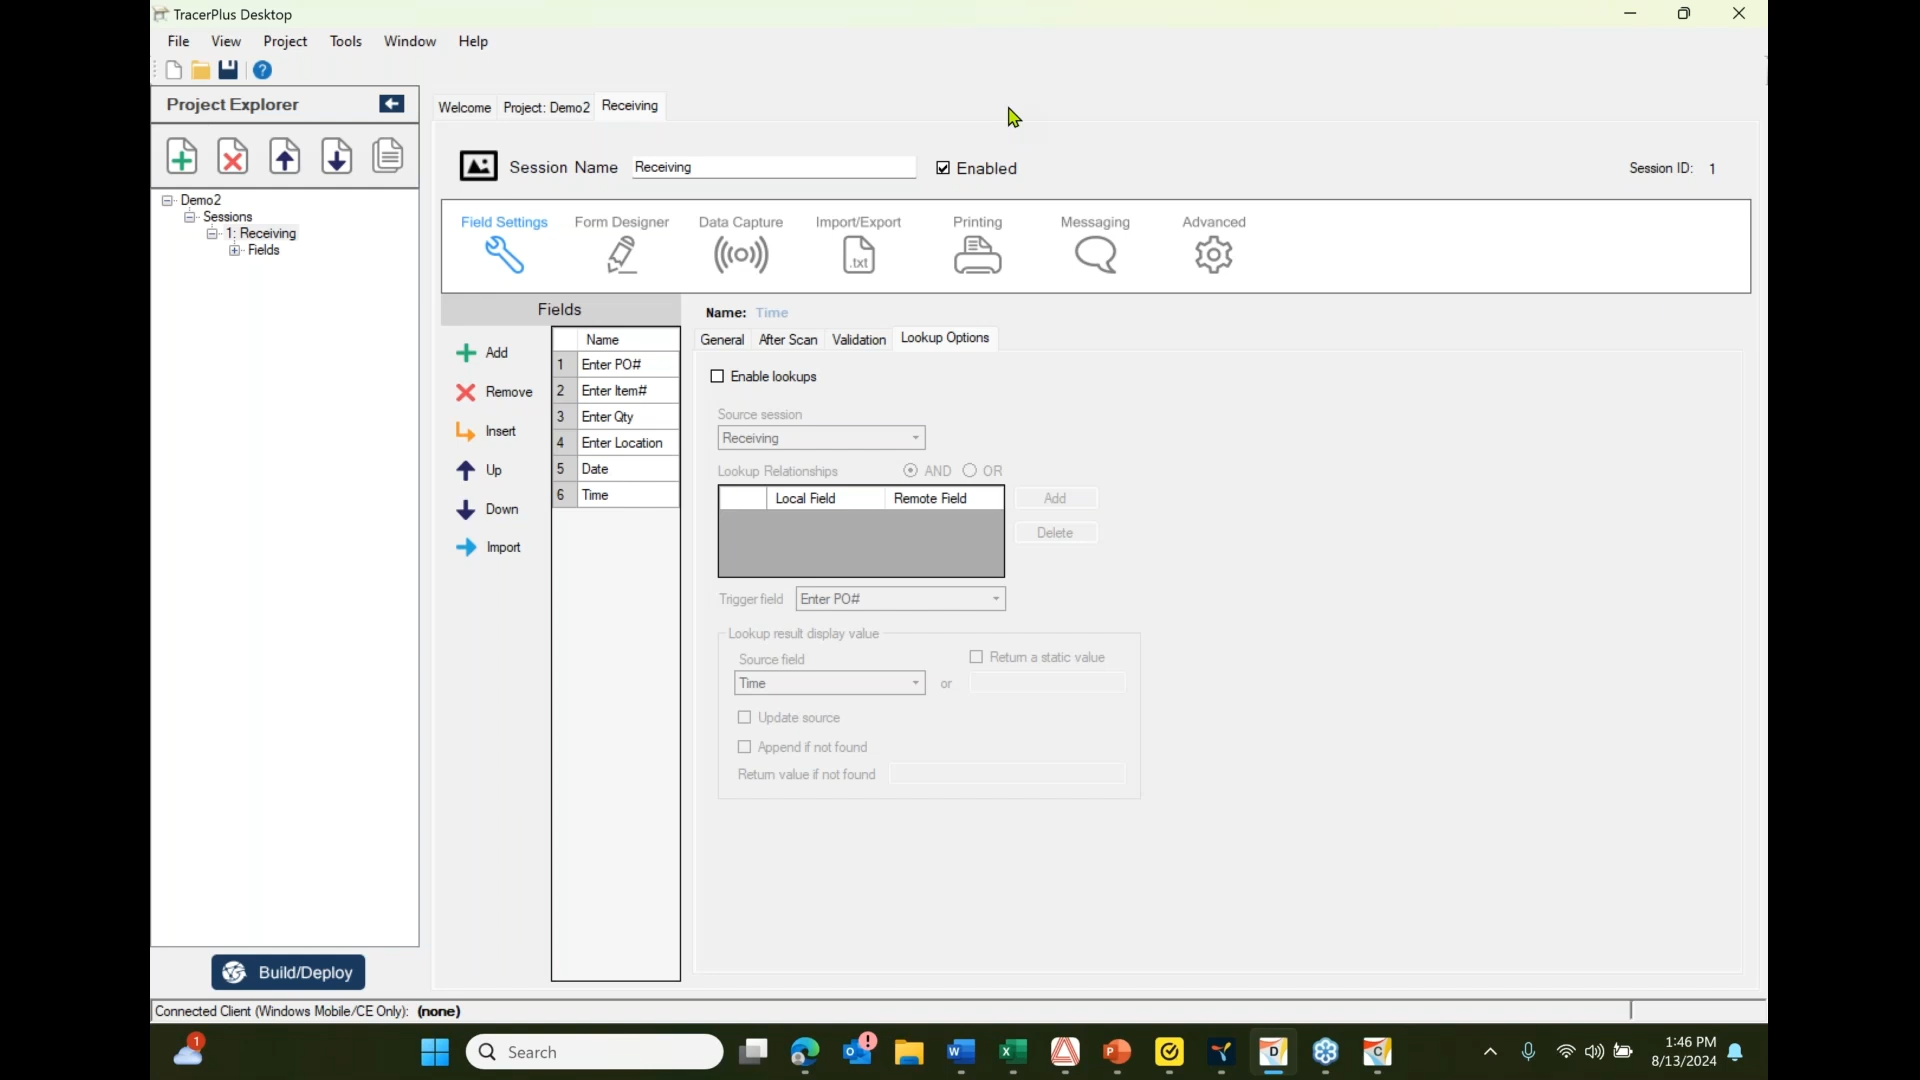 TracerPlus Desktop
File View Project Tools Window Help
Project Explorer
Welcome Project: Demo2 Receiving
Session Name Receiving Enabled Session ID: 1
Demo2
Sessions
1: Receiving
Fields
Field Settings Form Designer Data Capture Import/Export Printing Messaging Advanced
.txt
Fields
Name: Time
General After Scan Validation Lookup Options
Add
Remove
Insert
Up
Down
Import
Name
1 Enter PO#
2 Enter Item#
3 Enter Qty
4 Enter Location
5 Date
6 Time
Enable lookups
Source session
Receiving
Lookup Relationships AND OR
Local Field Remote Field
Add
Delete
Trigger field Enter PO#
Lookup result display value
Source field Return a static value
Time or
Update source
Append if not found
Return value if not found
Build/Deploy
Connected Client (Windows Mobile/CE Only): (none)
1
Search
1:46 PM
8/13/2024